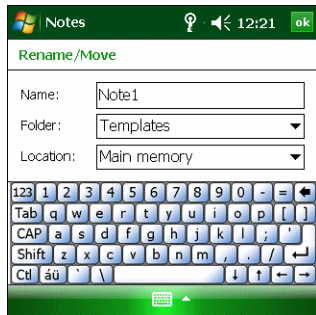 Notes 12:21 ok
Rename/Move
Name: Note1
Folder: Templates
Location: Main memory
123 1 2 3 4 5 6 7 8 9 0 - = ←
Tab q w e r t y u i o p [ ]
CAP a s d f g h j k l ; '
Shift z x c v b n m , . / ↵
Ctl áü ` \ ↓ ↑ ← →